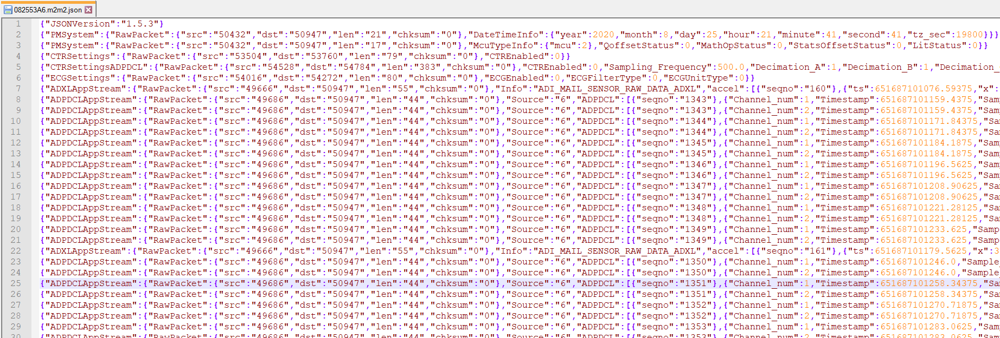 082553A6.m2m2.json
1 {"JSONVersion":"1.5.3"}
2 {"PMSystem":{"RawPacket":{"src":"50432","dst":"50947","len":"21","chksum":"0"},"DateTimeInfo":{"year":2020,"month":8,"day":25,"hour":21,"minute":41,"second":41,"tz_sec":19800}}}
3 {"PMSystem":{"RawPacket":{"src":"50432","dst":"50947","len":"17","chksum":"0"},"McuTypeInfo":{"mcu":2},"QoffsetStatus":0,"MathOpStatus":0,"StatsOffsetStatus":0,"LitStatus":0}}
4 {"CTRSettings":{"RawPacket":{"src":"53504","dst":"53760","len":"79","chksum":"0"},"CTREnabled":0}}
5 {"CTRSettingsADPDCL":{"RawPacket":{"src":"54528","dst":"54784","len":"383","chksum":"0"},"CTREnabled":0,"Sampling_Frequency":500.0,"Decimation_A":1,"Decimation_B":1,"Decimation_
6 {"ECGSettings":{"RawPacket":{"src":"54016","dst":"54272","len":"80","chksum":"0"},"ECGEnabled":0,"ECGFilterType":0,"ECGUnitType":0}}
7 {"ADXLAppStream":{"RawPacket":{"src":"49666","dst":"50947","len":"55","chksum":"0"},"Info":"ADI_MAIL_SENSOR_RAW_DATA_ADXL","accel":[{"seqno":"160"},{"ts":651687101076.59375,"x":
8 {"ADPDCLAppStream":{"RawPacket":{"src":"49686","dst":"50947","len":"44","chksum":"0"},"Source":"6","ADPDCL":[{"seqno":"1343"},{"Channel_num":1,"Timestamp":651687101159.4375,"Sam
9 {"ADPDCLAppStream":{"RawPacket":{"src":"49686","dst":"50947","len":"44","chksum":"0"},"Source":"6","ADPDCL":[{"seqno":"1343"},{"Channel_num":2,"Timestamp":651687101159.4375,"Sam
10 {"ADPDCLAppStream":{"RawPacket":{"src":"49686","dst":"50947","len":"44","chksum":"0"},"Source":"6","ADPDCL":[{"seqno":"1344"},{"Channel_num":1,"Timestamp":651687101171.84375,"Sa
11 {"ADPDCLAppStream":{"RawPacket":{"src":"49686","dst":"50947","len":"44","chksum":"0"},"Source":"6","ADPDCL":[{"seqno":"1344"},{"Channel_num":2,"Timestamp":651687101171.84375,"Sa
12 {"ADPDCLAppStream":{"RawPacket":{"src":"49686","dst":"50947","len":"44","chksum":"0"},"Source":"6","ADPDCL":[{"seqno":"1345"},{"Channel_num":1,"Timestamp":651687101184.1875,"Sam
13 {"ADPDCLAppStream":{"RawPacket":{"src":"49686","dst":"50947","len":"44","chksum":"0"},"Source":"6","ADPDCL":[{"seqno":"1345"},{"Channel_num":2,"Timestamp":651687101184.1875,"Sam
14 {"ADPDCLAppStream":{"RawPacket":{"src":"49686","dst":"50947","len":"44","chksum":"0"},"Source":"6","ADPDCL":[{"seqno":"1346"},{"Channel_num":1,"Timestamp":651687101196.5625,"Sam
15 {"ADPDCLAppStream":{"RawPacket":{"src":"49686","dst":"50947","len":"44","chksum":"0"},"Source":"6","ADPDCL":[{"seqno":"1346"},{"Channel_num":2,"Timestamp":651687101196.5625,"Sam
16 {"ADPDCLAppStream":{"RawPacket":{"src":"49686","dst":"50947","len":"44","chksum":"0"},"Source":"6","ADPDCL":[{"seqno":"1347"},{"Channel_num":1,"Timestamp":651687101208.90625,"Sa
17 {"ADPDCLAppStream":{"RawPacket":{"src":"49686","dst":"50947","len":"44","chksum":"0"},"Source":"6","ADPDCL":[{"seqno":"1347"},{"Channel_num":2,"Timestamp":651687101208.90625,"Sa
18 {"ADPDCLAppStream":{"RawPacket":{"src":"49686","dst":"50947","len":"44","chksum":"0"},"Source":"6","ADPDCL":[{"seqno":"1348"},{"Channel_num":1,"Timestamp":651687101221.28125,"Sa
19 {"ADPDCLAppStream":{"RawPacket":{"src":"49686","dst":"50947","len":"44","chksum":"0"},"Source":"6","ADPDCL":[{"seqno":"1348"},{"Channel_num":2,"Timestamp":651687101221.28125,"Sa
20 {"ADPDCLAppStream":{"RawPacket":{"src":"49686","dst":"50947","len":"44","chksum":"0"},"Source":"6","ADPDCL":[{"seqno":"1349"},{"Channel_num":1,"Timestamp":651687101233.625,"Samp
21 {"ADPDCLAppStream":{"RawPacket":{"src":"49686","dst":"50947","len":"44","chksum":"0"},"Source":"6","ADPDCL":[{"seqno":"1349"},{"Channel_num":2,"Timestamp":651687101233.625,"Samp
22 {"ADXLAppStream":{"RawPacket":{"src":"49666","dst":"50947","len":"55","chksum":"0"},"Info":"ADI_MAIL_SENSOR_RAW_DATA_ADXL","accel":[{"seqno":"161"},{"ts":651687101179.5625,"x":3
23 {"ADPDCLAppStream":{"RawPacket":{"src":"49686","dst":"50947","len":"44","chksum":"0"},"Source":"6","ADPDCL":[{"seqno":"1350"},{"Channel_num":1,"Timestamp":651687101246.0,"Sample
24 {"ADPDCLAppStream":{"RawPacket":{"src":"49686","dst":"50947","len":"44","chksum":"0"},"Source":"6","ADPDCL":[{"seqno":"1350"},{"Channel_num":2,"Timestamp":651687101246.0,"Sample
25 {"ADPDCLAppStream":{"RawPacket":{"src":"49686","dst":"50947","len":"44","chksum":"0"},"Source":"6","ADPDCL":[{"seqno":"1351"},{"Channel_num":1,"Timestamp":651687101258.34375,"Sa
26 {"ADPDCLAppStream":{"RawPacket":{"src":"49686","dst":"50947","len":"44","chksum":"0"},"Source":"6","ADPDCL":[{"seqno":"1351"},{"Channel_num":2,"Timestamp":651687101258.34375,"Sa
27 {"ADPDCLAppStream":{"RawPacket":{"src":"49686","dst":"50947","len":"44","chksum":"0"},"Source":"6","ADPDCL":[{"seqno":"1352"},{"Channel_num":1,"Timestamp":651687101270.71875,"Sa
28 {"ADPDCLAppStream":{"RawPacket":{"src":"49686","dst":"50947","len":"44","chksum":"0"},"Source":"6","ADPDCL":[{"seqno":"1352"},{"Channel_num":2,"Timestamp":651687101270.71875,"Sa
29 {"ADPDCLAppStream":{"RawPacket":{"src":"49686","dst":"50947","len":"44","chksum":"0"},"Source":"6","ADPDCL":[{"seqno":"1353"},{"Channel_num":1,"Timestamp":651687101283.0625,"Sam
30 {"ADPDCLAppStream":{"RawPacket":{"src":"49686","dst":"50947","len":"44","chksum":"0"},"Source":"6","ADPDCL":[{"seqno":"1353"},{"Channel_num":2,"Timestamp":651687101283.0625,"Sam